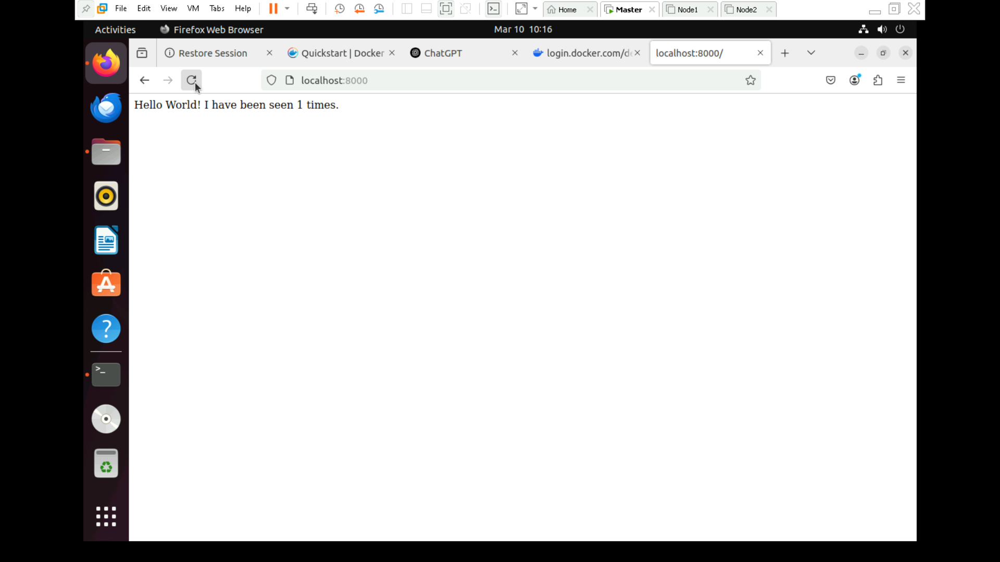 File Edit View VM Tabs Help Home Master Node1 Node2
Activities Firefox Web Browser Mar 10 10:16
Restore Session Quickstart | Docker ChatGPT login.docker.com/d localhost:8000/
localhost:8000
Hello World! I have been seen 1 times.